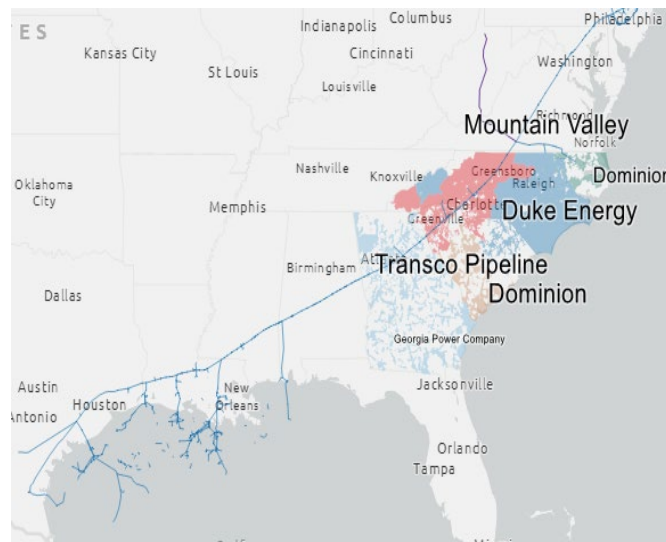 Columbus
Philadelphia
Indianapolis
ES
Kansas City
Cincinnati
Washington
St Louis
Louisville
Richmond
Mountain Valley
Norfolk
Nashville
Knoxville
Greensboro
Dominion
Raleigh
Oklahoma
City
Memphis
Charlotte
Greenville
Duke Energy
Transco Pipeline
Birmingham
Dominion
Dallas
Georgia Power Company
Austin
New
Orleans
Jacksonville
Antonio
Houston
Orlando
Tampa